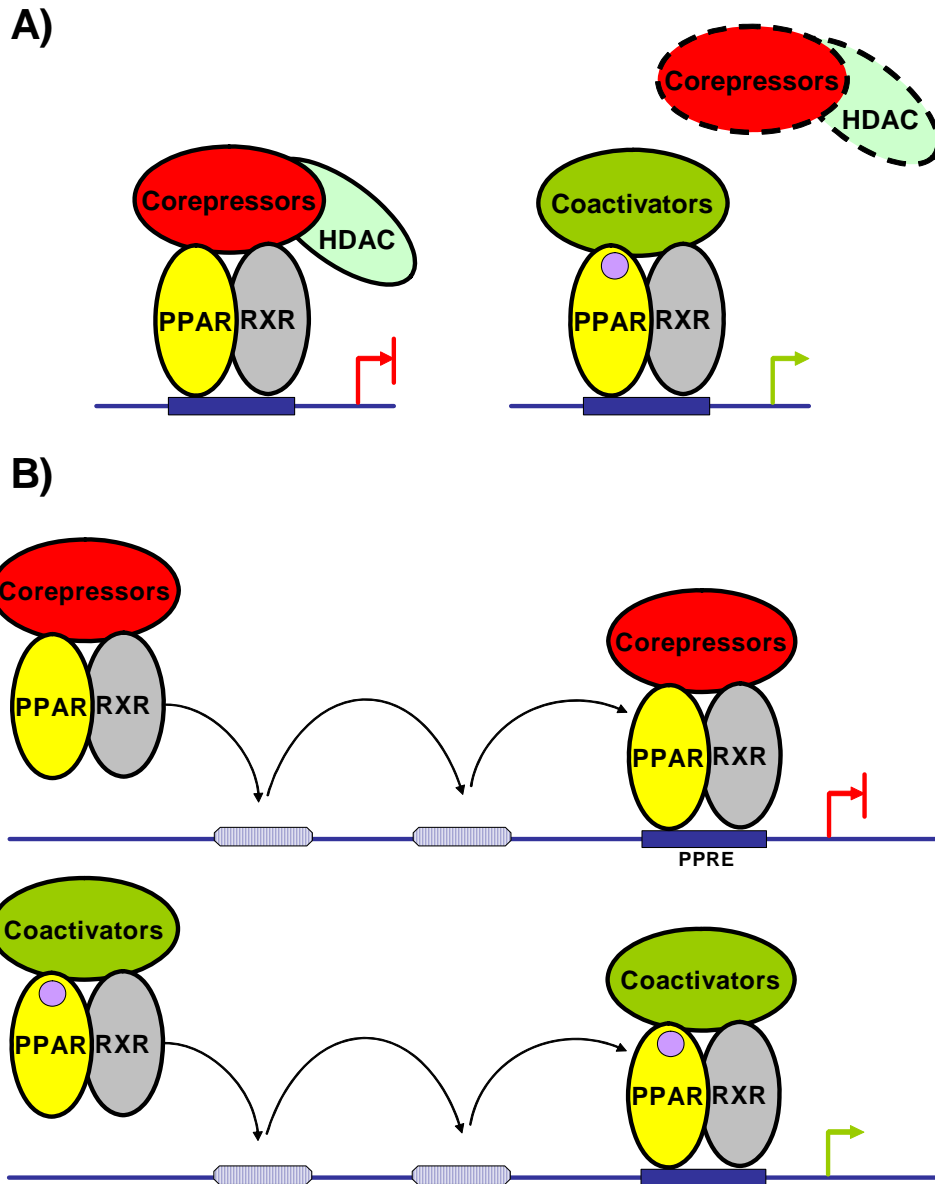 A)
Corepressors
HDAC
Corepressors
HDAC
PPAR
RXR
Coactivators
PPAR
RXR
B)
Corepressors
PPAR
RXR
Corepressors
PPAR
RXR
PPRE
Coactivators
PPAR
RXR
Coactivators
PPAR
RXR